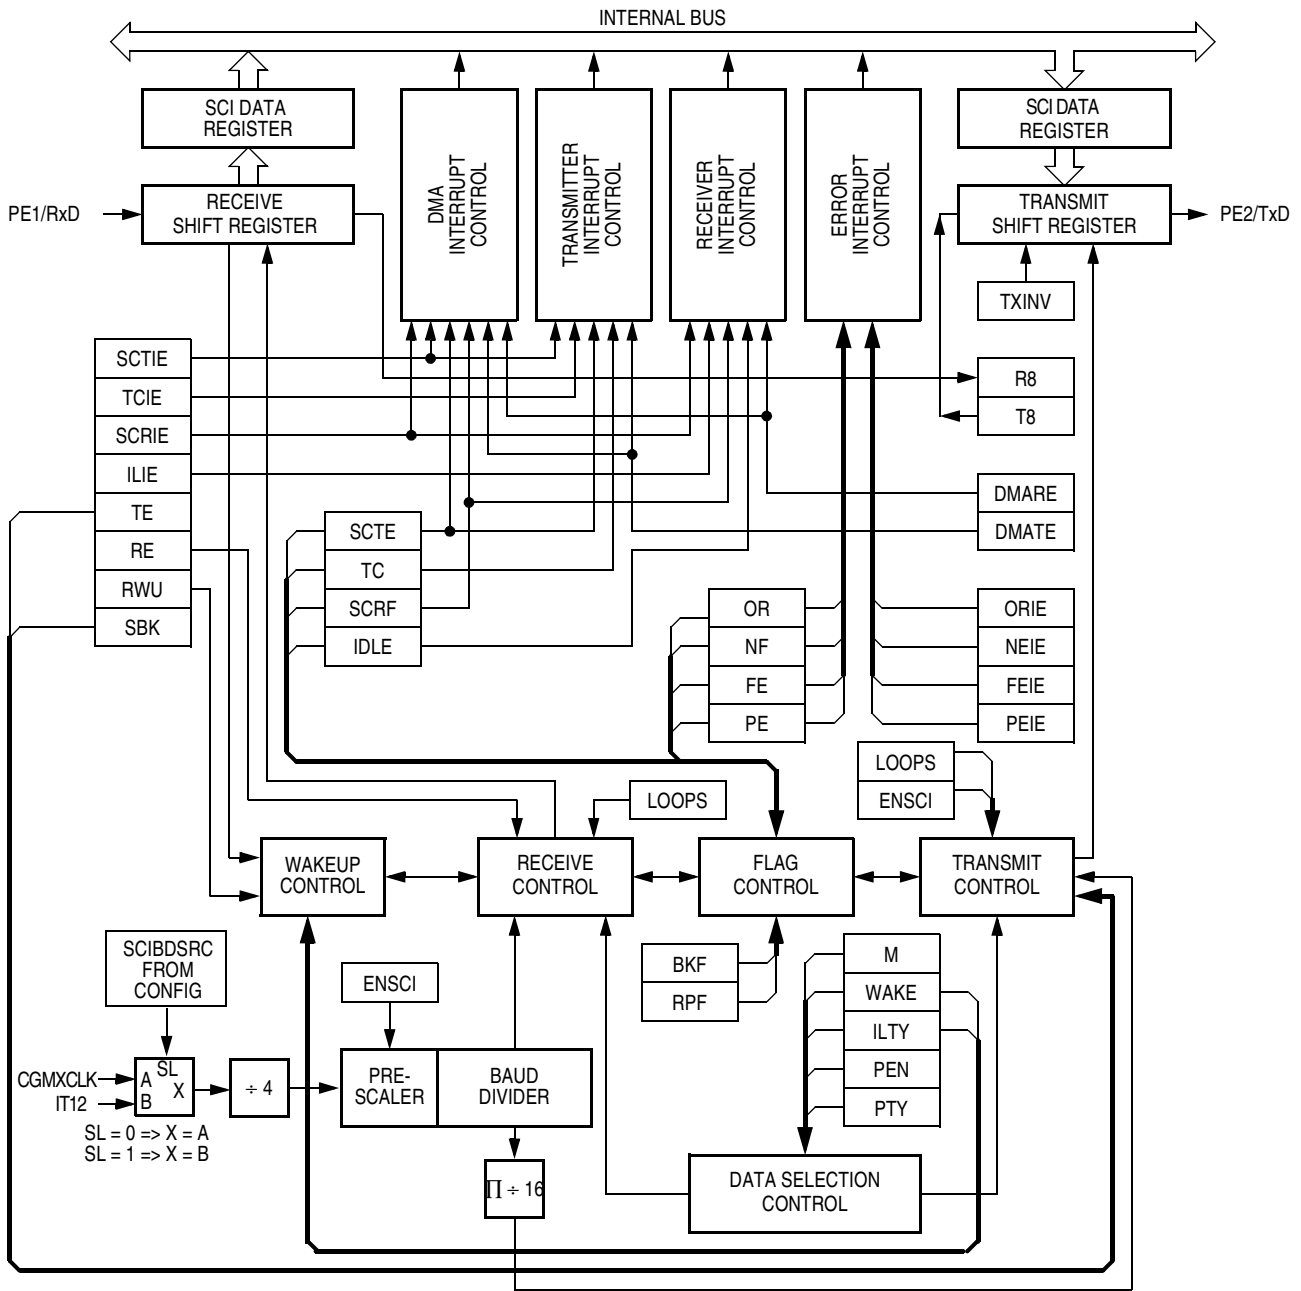 INTERNAL BUS
SCI DATA
REGISTER
DMA
INTERRUPT
CONTROL
TRANSMITTER
INTERRUPT
CONTROL
RECEIVER
INTERRUPT
CONTROL
ERROR
INTERRUPT
CONTROL
SCI DATA
REGISTER
PE1/RxD
RECEIVE
SHIFT REGISTER
TRANSMIT
SHIFT REGISTER
PE2/TxD
TXINV
SCTIE
TCIE
SCRIE
ILIE
TE
RE
RWU
SBK
R8
T8
DMARE
DMATE
SCTE
TC
SCRF
IDLE
OR
NF
FE
PE
ORIE
NEIE
FEIE
PEIE
LOOPS
ENSCI
LOOPS
WAKEUP
CONTROL
RECEIVE
CONTROL
FLAG
CONTROL
TRANSMIT
CONTROL
SCIBDSRC
FROM
CONFIG
ENSCI
BKF
RPF
M
WAKE
ILTY
PEN
PTY
CGMXCLK
IT12
SL
A
X
B
÷ 4
PRE-
SCALER
BAUD
DIVIDER
SL = 0 => X = A
SL = 1 => X = B
∏ ÷ 16
DATA SELECTION
CONTROL